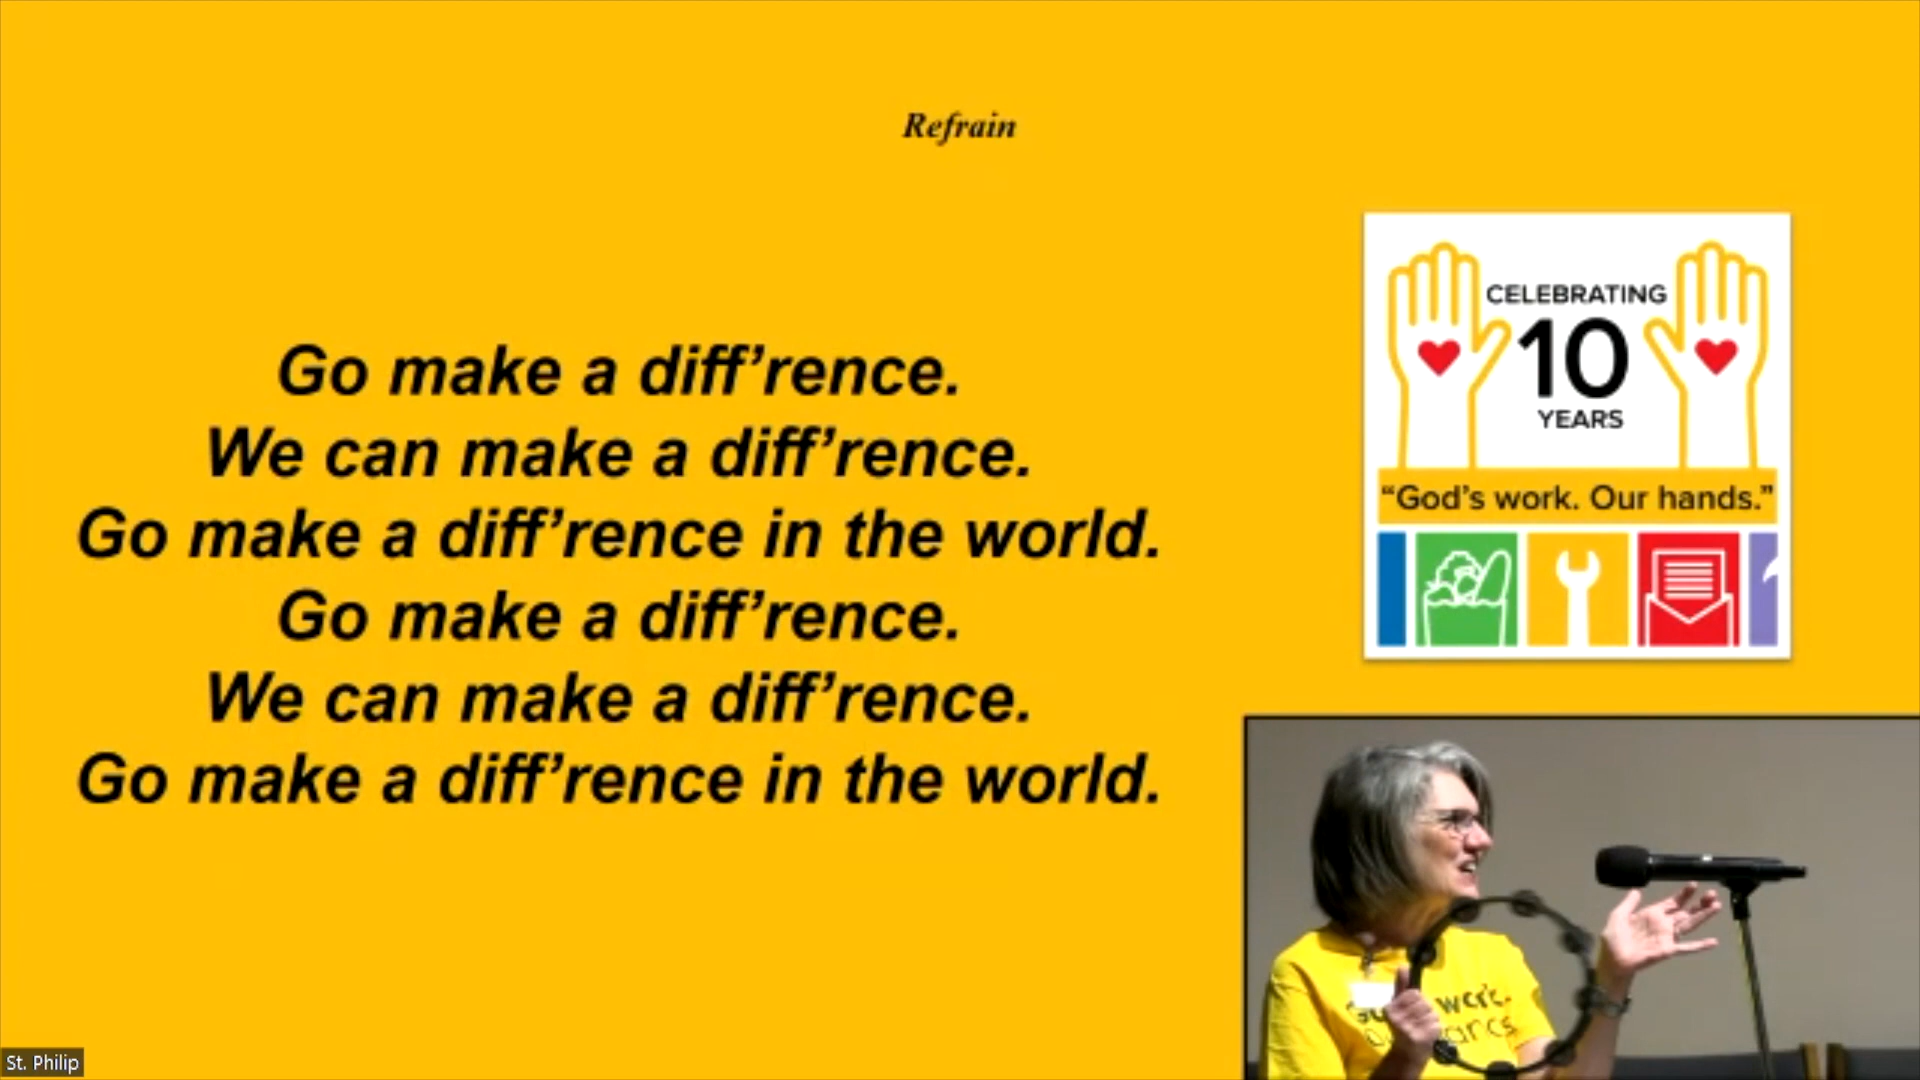 Refrain
Go make a diff’rence.
We can make a diff’rence.
Go make a diff’rence in the world.
Go make a diff’rence.
We can make a diff’rence.
Go make a diff’rence in the world.
CELEBRATING
10
YEARS
“God’s work. Our hands.”
work.
St. Philip